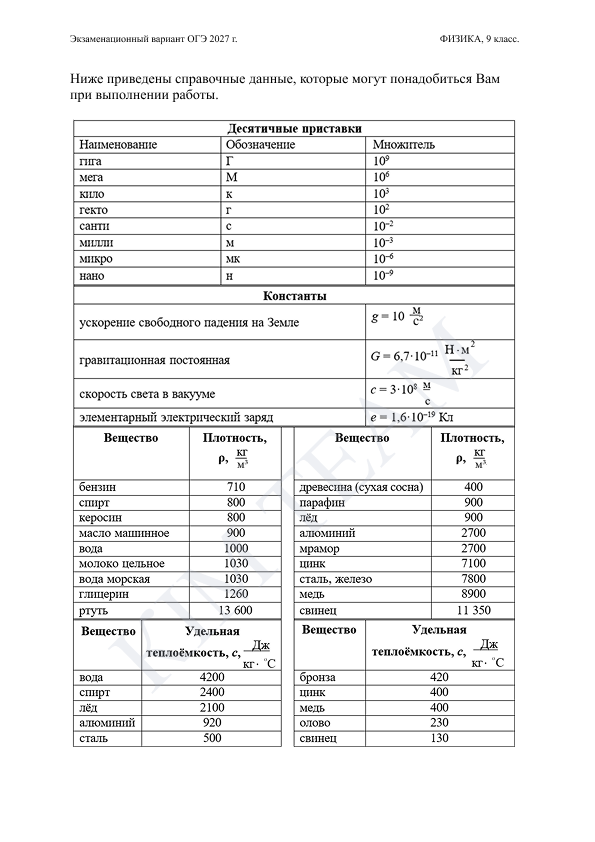 Экзаменационный вариант ОГЭ 2027 г. ФИЗИКА, 9 класс.
Ниже приведены справочные данные, которые могут понадобиться Вам
при выполнении работы.
Десятичные приставки
Наименование Обозначение Множитель
гига Г 10⁹
мега М 10⁶
кило к 10³
гекто г 10²
санти с 10⁻²
милли м 10⁻³
микро мк 10⁻⁶
нано н 10⁻⁹
Константы
ускорение свободного падения на Земле g = 10 м/с²
гравитационная постоянная G = 6,7·10⁻¹¹ Н·м²/кг²
скорость света в вакууме c = 3·10⁸ м/с
элементарный электрический заряд e = 1,6·10⁻¹⁹ Кл
Вещество Плотность, Вещество Плотность,
ρ, кг/м³ ρ, кг/м³
бензин 710 древесина (сухая сосна) 400
спирт 800 парафин 900
керосин 800 лёд 900
масло машинное 900 алюминий 2700
вода 1000 мрамор 2700
молоко цельное 1030 цинк 7100
вода морская 1030 сталь, железо 7800
глицерин 1260 медь 8900
ртуть 13 600 свинец 11 350
Вещество Удельная Вещество Удельная
теплоёмкость, c, Дж/кг· °С теплоёмкость, c, Дж/кг· °С
вода 4200 бронза 420
спирт 2400 цинк 400
лёд 2100 медь 400
алюминий 920 олово 230
сталь 500 свинец 130
KIM TEAM